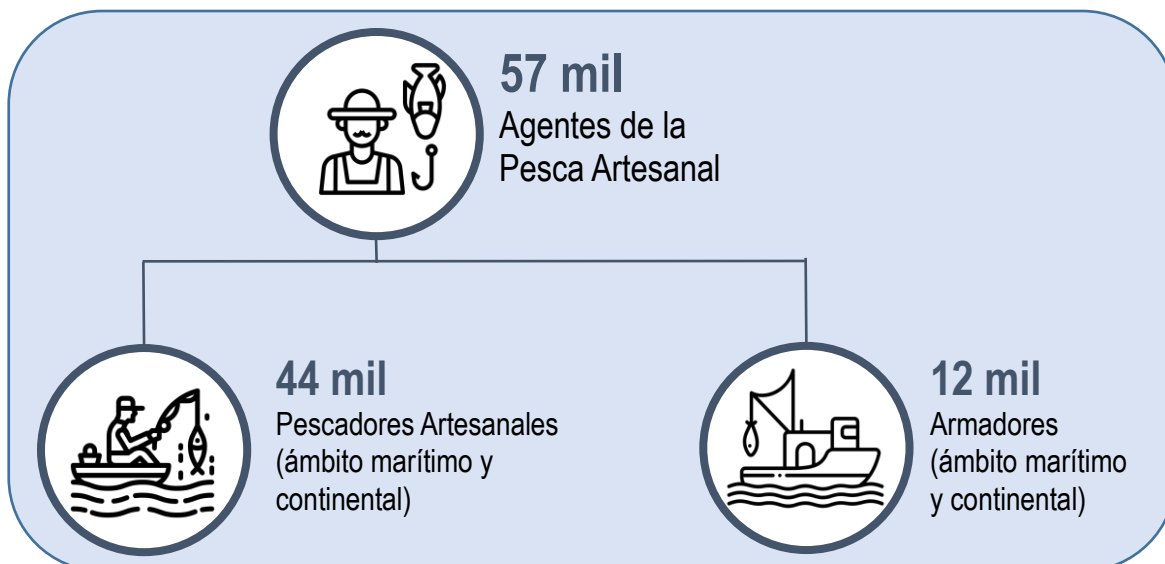 57 mil
Agentes de la
Pesca Artesanal
44 mil
Pescadores Artesanales
(ámbito marítimo y
continental)
12 mil
Armadores
(ámbito marítimo
y continental)